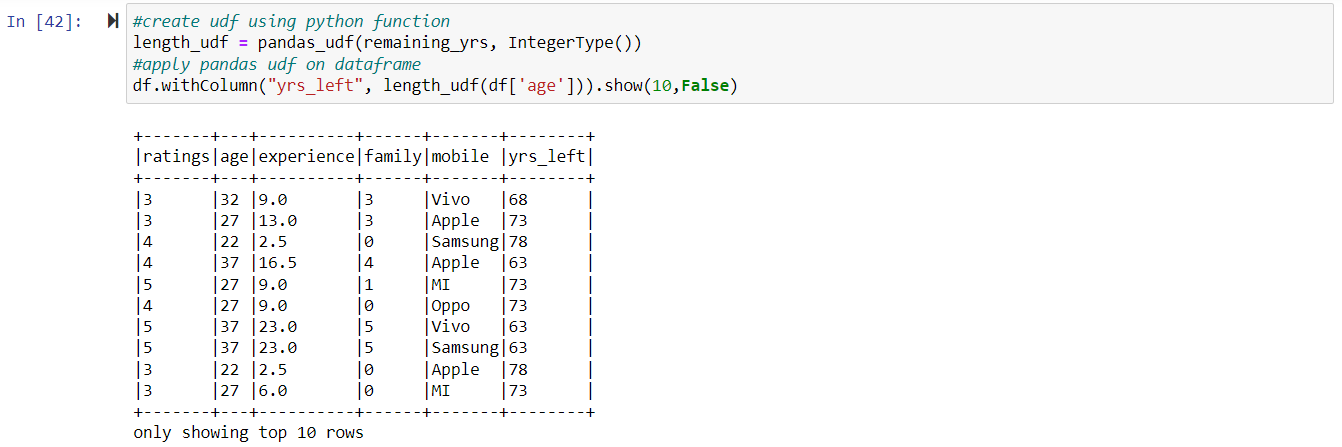 In [42]:
#create udf using python function
length_udf = pandas_udf(remaining_yrs, IntegerType())
#apply pandas udf on dataframe
df.withColumn("yrs_left", length_udf(df['age'])).show(10,False)
+-------+---+----------+------+-------+--------+
|ratings|age|experience|family|mobile |yrs_left|
+-------+---+----------+------+-------+--------+
|3      |32 |9.0       |3     |Vivo   |68      |
|3      |27 |13.0      |3     |Apple  |73      |
|4      |22 |2.5       |0     |Samsung|78      |
|4      |37 |16.5      |4     |Apple  |63      |
|5      |27 |9.0       |1     |MI     |73      |
|4      |27 |9.0       |0     |Oppo   |73      |
|5      |37 |23.0      |5     |Vivo   |63      |
|5      |37 |23.0      |5     |Samsung|63      |
|3      |22 |2.5       |0     |Apple  |78      |
|3      |27 |6.0       |0     |MI     |73      |
+-------+---+----------+------+-------+--------+
only showing top 10 rows